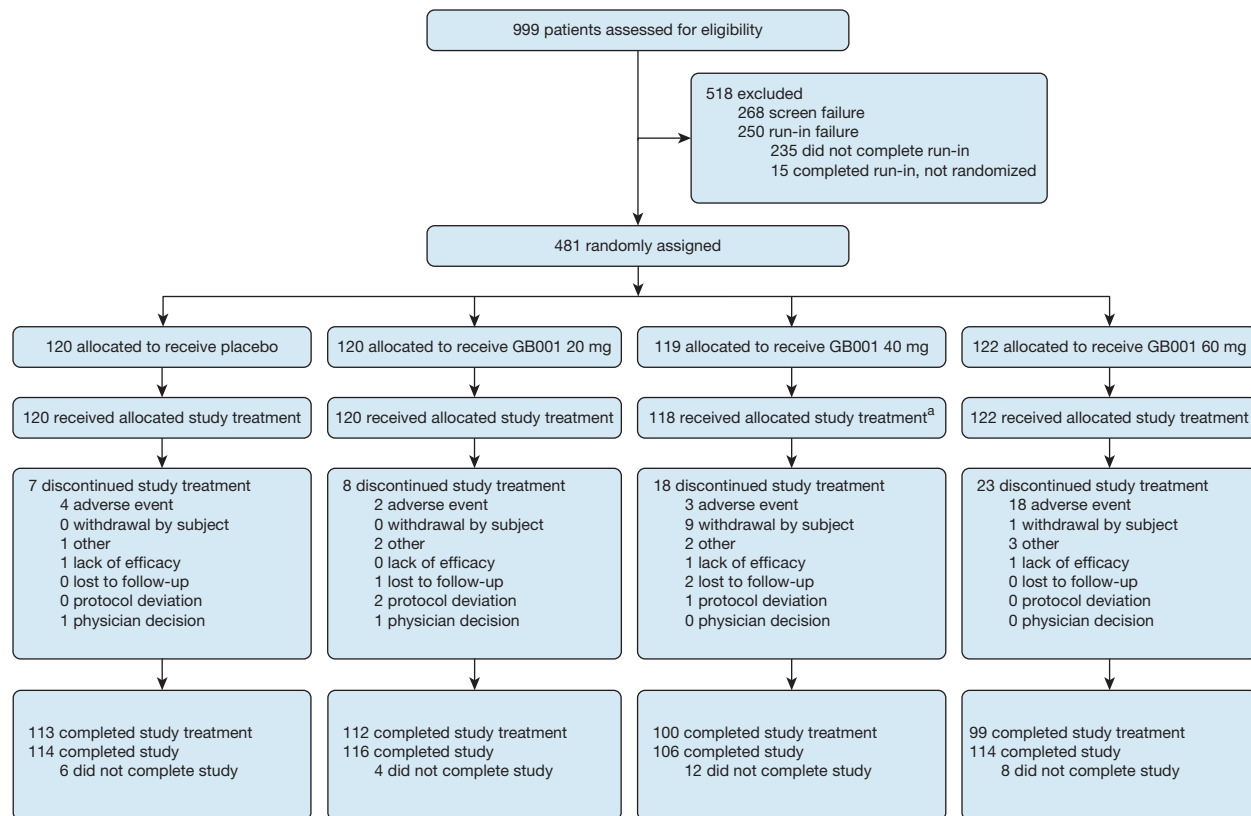 999 patients assessed for eligibility
518 excluded
268 screen failure
250 run-in failure
235 did not complete run-in
15 completed run-in, not randomized
481 randomly assigned
120 allocated to receive placebo
120 allocated to receive GB001 20 mg
119 allocated to receive GB001 40 mg
122 allocated to receive GB001 60 mg
120 received allocated study treatment
120 received allocated study treatment
118 received allocated study treatmentᵃ
122 received allocated study treatment
7 discontinued study treatment
4 adverse event
0 withdrawal by subject
1 other
1 lack of efficacy
0 lost to follow-up
0 protocol deviation
1 physician decision
8 discontinued study treatment
2 adverse event
0 withdrawal by subject
2 other
0 lack of efficacy
1 lost to follow-up
2 protocol deviation
1 physician decision
18 discontinued study treatment
3 adverse event
9 withdrawal by subject
2 other
1 lack of efficacy
2 lost to follow-up
1 protocol deviation
0 physician decision
23 discontinued study treatment
18 adverse event
1 withdrawal by subject
3 other
1 lack of efficacy
0 lost to follow-up
0 protocol deviation
0 physician decision
113 completed study treatment
114 completed study
6 did not complete study
112 completed study treatment
116 completed study
4 did not complete study
100 completed study treatment
106 completed study
12 did not complete study
99 completed study treatment
114 completed study
8 did not complete study